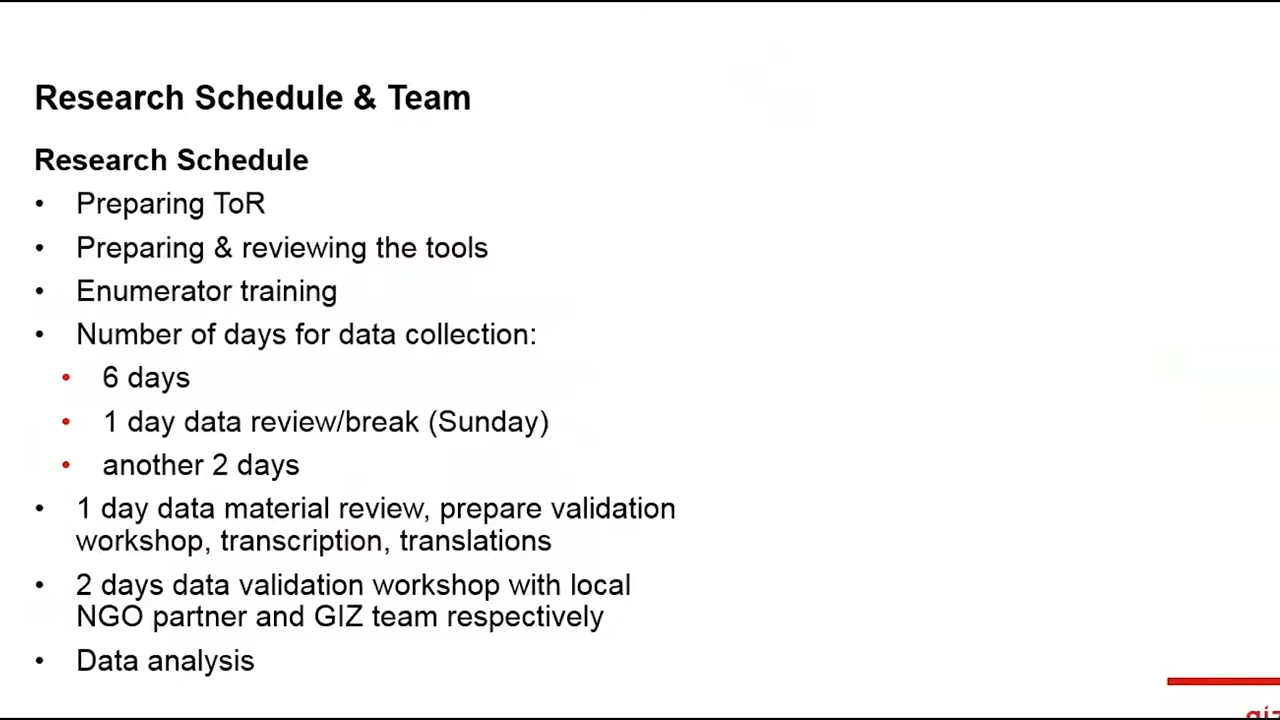 Research Schedule & Team
Research Schedule
• Preparing ToR
• Preparing & reviewing the tools
• Enumerator training
• Number of days for data collection:
• 6 days
• 1 day data review/break (Sunday)
• another 2 days
• 1 day data material review, prepare validation
workshop, transcription, translations
• 2 days data validation workshop with local
NGO partner and GIZ team respectively
• Data analysis